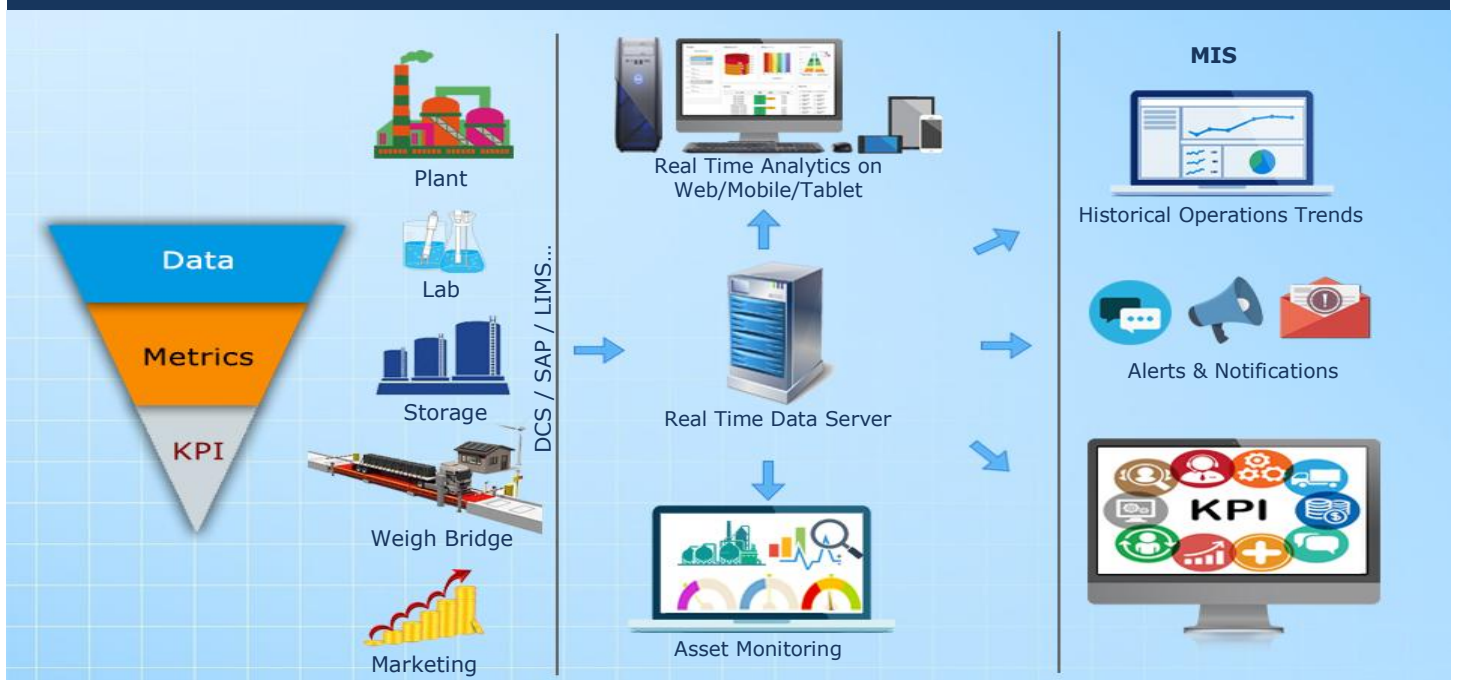 Data
Metrics
KPI
Plant
Lab
Storage
Weigh Bridge
Marketing
DCS / SAP / LIMS...
Real Time Analytics on
Web/Mobile/Tablet
Real Time Data Server
Asset Monitoring
MIS
Historical Operations Trends
Alerts & Notifications
KPI